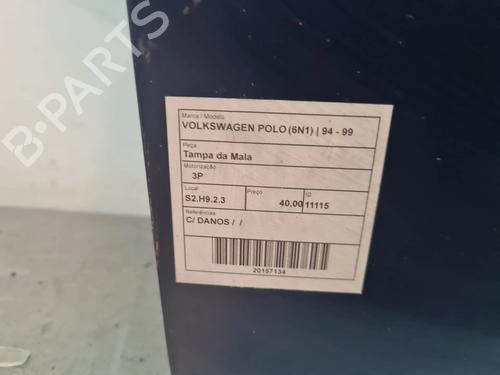 B-PARTS
Marca / Modelo
VOLKSWAGEN POLO (6N1) | 94 - 99
Peça
Tampa da Mala
Motorização
3P
Local Preço ID
S2.H9.2.3 40,00 11115
Referências
C/ DANOS / /
20157134